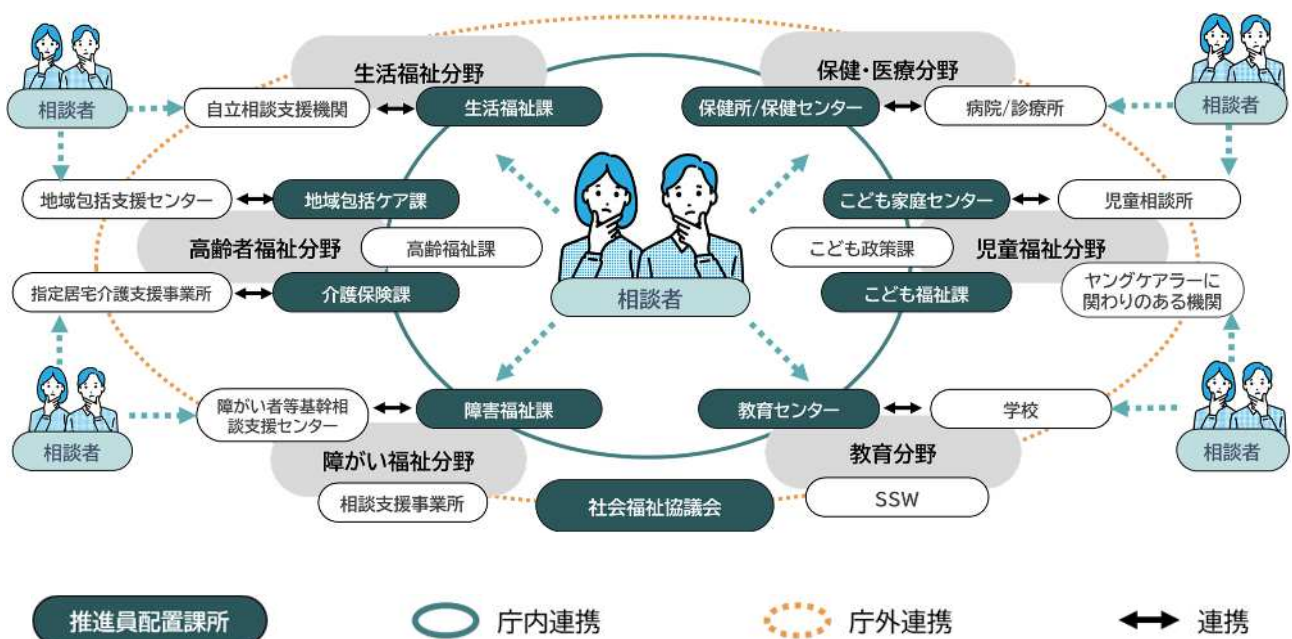 生活福祉分野
保健・医療分野
相談者
自立相談支援機関
生活福祉課
保健所/保健センター
病院/診療所
相談者
地域包括支援センター
地域包括ケア課
こども家庭センター
児童相談所
高齢者福祉分野
高齢福祉課
こども政策課
児童福祉分野
指定居宅介護支援事業所
介護保険課
相談者
こども福祉課
ヤングケアラーに
関わりのある機関
障がい者等基幹相
談支援センター
障害福祉課
教育センター
学校
相談者
相談者
障がい福祉分野
教育分野
相談支援事業所
社会福祉協議会
SSW
推進員配置課所
庁内連携
庁外連携
連携